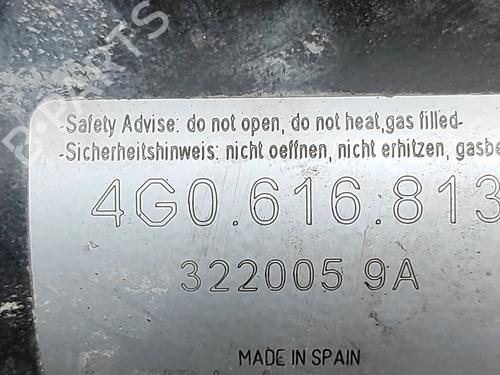 -Safety Advise: do not open, do not heat,gas filled-
-Sicherheitshinweis: nicht oeffnen, nicht erhitzen, gasbe
4G0.616.813
322005 9A
MADE IN SPAIN
B-PARTS